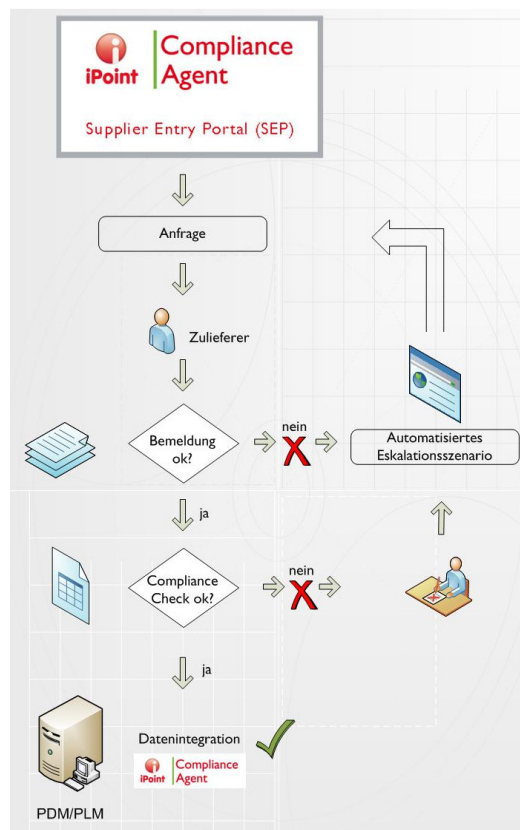 iPoint
Compliance
Agent
Supplier Entry Portal (SEP)
Anfrage
Zulieferer
Bemeldung
ok?
nein
Automatisiertes
Eskalationsszenario
ja
Compliance
Check ok?
nein
ja
Datenintegration
iPoint
Compliance
Agent
PDM/PLM